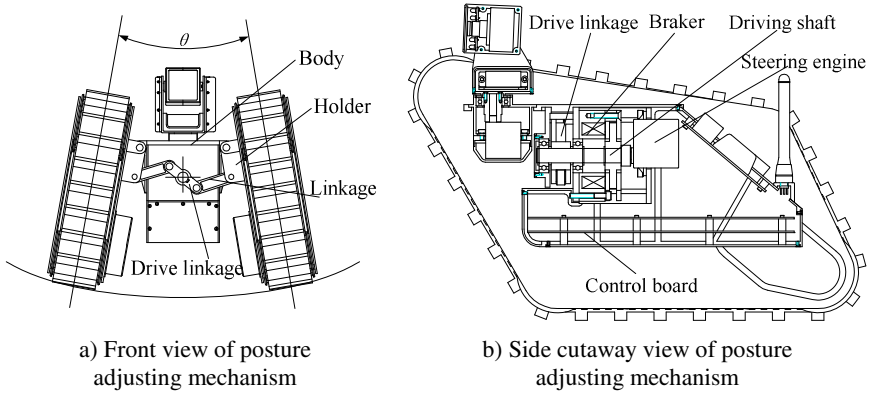 θ
Body
Holder
Linkage
Drive linkage
a) Front view of posture
adjusting mechanism
Drive linkage
Braker
Driving shaft
Steering engine
Control board
b) Side cutaway view of posture
adjusting mechanism